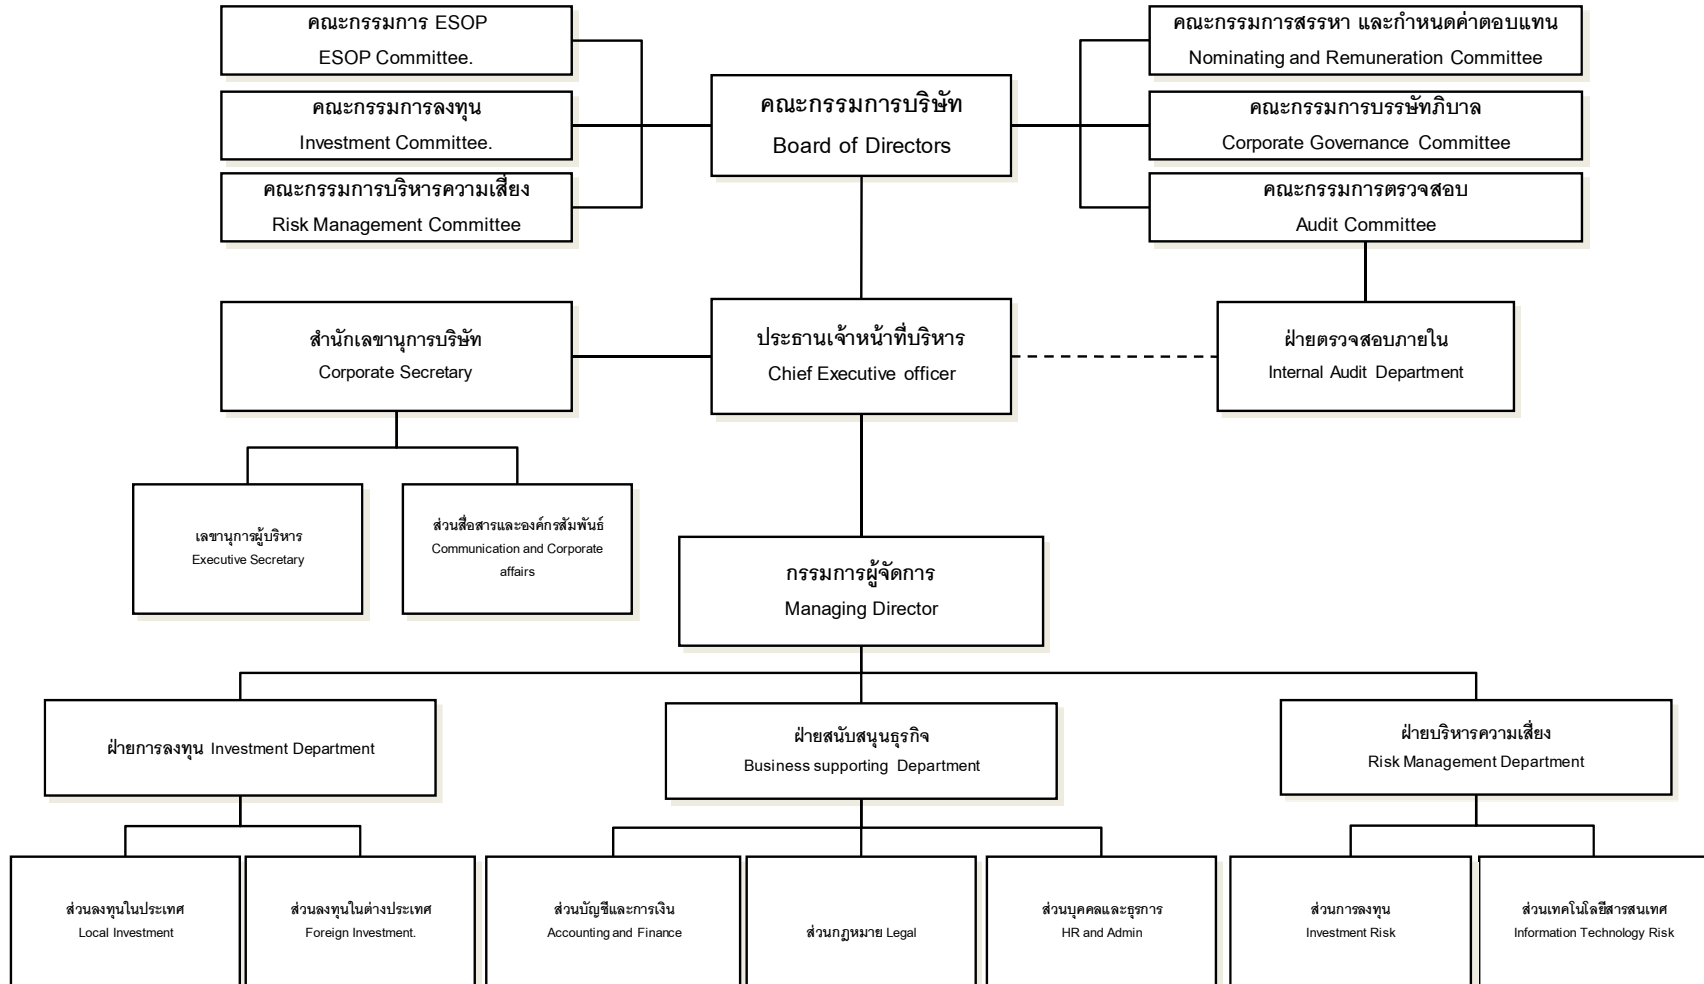 คณะกรรมการ ESOP
ESOP Committee.
คณะกรรมการลงทุน
Investment Committee.
คณะกรรมการบริหารความเสี่ยง
Risk Management Committee
คณะกรรมการบริษัท
Board of Directors
คณะกรรมการสรรหา และกำหนดค่าตอบแทน
Nominating and Remuneration Committee
คณะกรรมการบรรษัทภิบาล
Corporate Governance Committee
คณะกรรมการตรวจสอบ
Audit Committee
สำนักเลขานุการบริษัท
Corporate Secretary
ประธานเจ้าหน้าที่บริหาร
Chief Executive officer
ฝ่ายตรวจสอบภายใน
Internal Audit Department
เลขานุการผู้บริหาร
Executive Secretary
ส่วนสื่อสารและองค์กรสัมพันธ์
Communication and Corporate
affairs
กรรมการผู้จัดการ
Managing Director
ฝ่ายการลงทุน Investment Department
ฝ่ายสนับสนุนธุรกิจ
Business supporting Department
ฝ่ายบริหารความเสี่ยง
Risk Management Department
ส่วนลงทุนในประเทศ
Local Investment
ส่วนลงทุนในต่างประเทศ
Foreign Investment.
ส่วนบัญชีและการเงิน
Accounting and Finance
ส่วนกฎหมาย Legal
ส่วนบุคคลและธุรการ
HR and Admin
ส่วนการลงทุน
Investment Risk
ส่วนเทคโนโลยีสารสนเทศ
Information Technology Risk